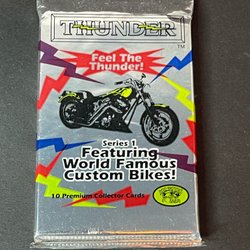 THUNDER
TM
Feel The
Thunder!
Series 1
Featuring
World Famous
Custom Bikes!
10 Premium Collector Cards